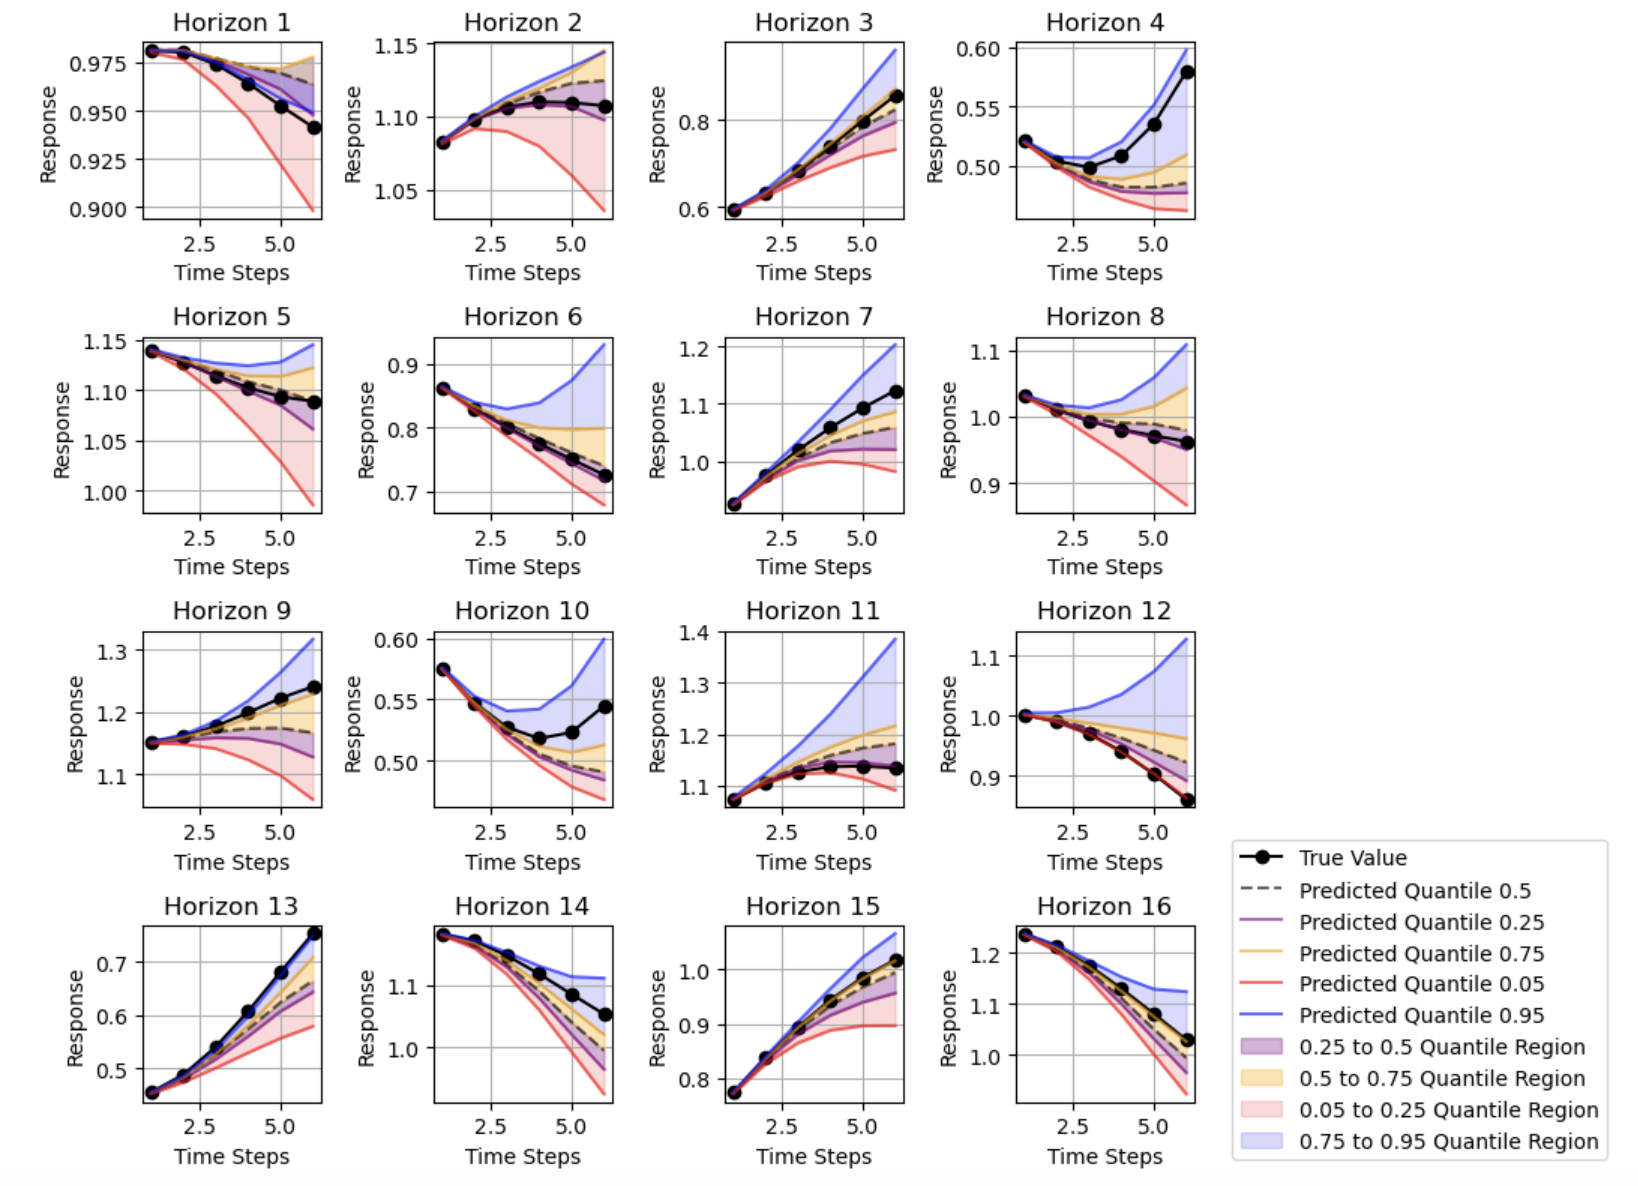 Horizon 1
Response
0.975
0.950
0.925
0.900
2.5
5.0
Time Steps
Horizon 2
Response
1.15
1.10
1.05
2.5
5.0
Time Steps
Horizon 3
Response
0.8
0.6
2.5
5.0
Time Steps
Horizon 4
Response
0.60
0.55
0.50
2.5
5.0
Time Steps
Horizon 5
Response
1.15
1.10
1.05
1.00
2.5
5.0
Time Steps
Horizon 6
Response
0.9
0.8
0.7
2.5
5.0
Time Steps
Horizon 7
Response
1.2
1.1
1.0
2.5
5.0
Time Steps
Horizon 8
Response
1.1
1.0
0.9
2.5
5.0
Time Steps
Horizon 9
Response
1.3
1.2
1.1
2.5
5.0
Time Steps
Horizon 10
Response
0.60
0.55
0.50
2.5
5.0
Time Steps
Horizon 11
Response
1.4
1.3
1.2
1.1
2.5
5.0
Time Steps
Horizon 12
Response
1.1
1.0
0.9
2.5
5.0
Time Steps
Horizon 13
Response
0.7
0.6
0.5
2.5
5.0
Time Steps
Horizon 14
Response
1.1
1.0
2.5
5.0
Time Steps
Horizon 15
Response
1.0
0.9
0.8
2.5
5.0
Time Steps
Horizon 16
Response
1.2
1.1
1.0
2.5
5.0
Time Steps
True Value
Predicted Quantile 0.5
Predicted Quantile 0.25
Predicted Quantile 0.75
Predicted Quantile 0.05
Predicted Quantile 0.95
0.25 to 0.5 Quantile Region
0.5 to 0.75 Quantile Region
0.05 to 0.25 Quantile Region
0.75 to 0.95 Quantile Region